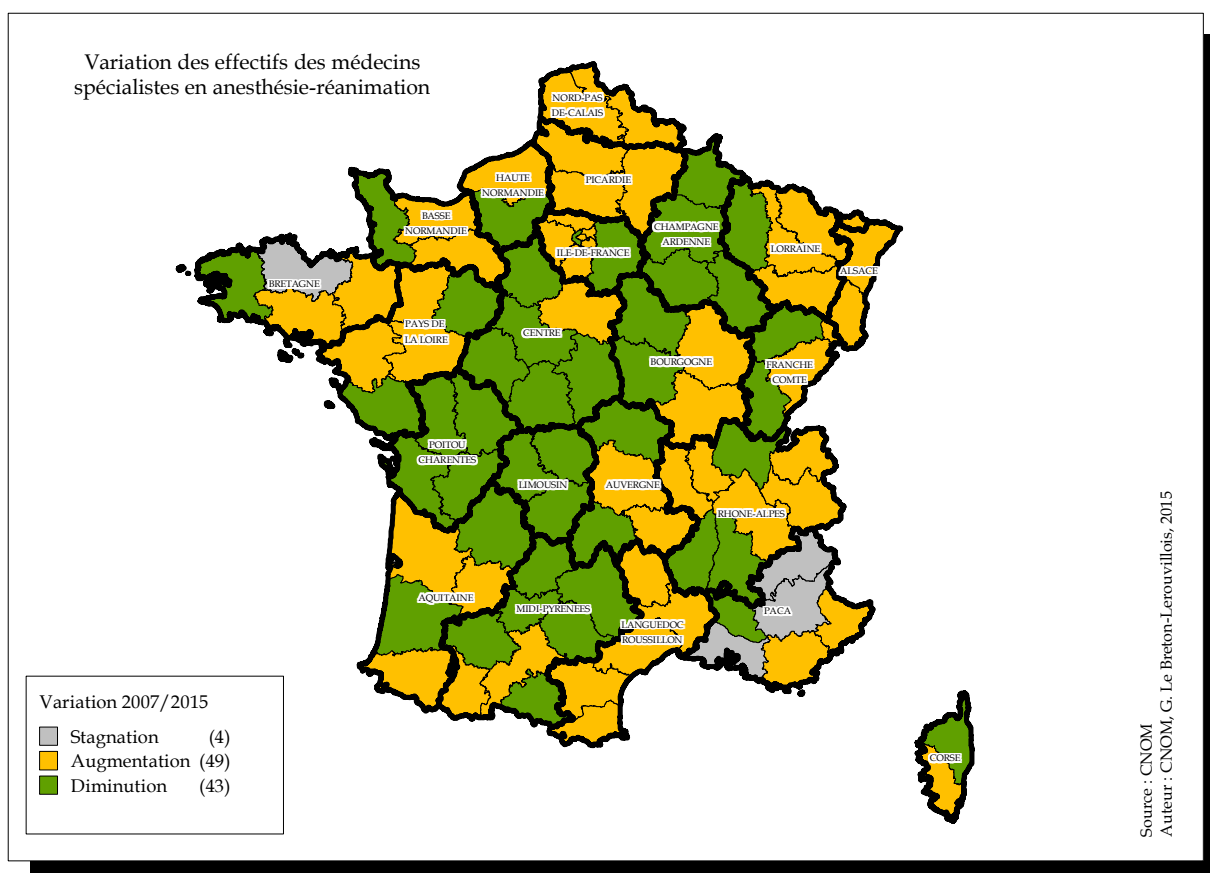 Variation des effectifs des médecins
spécialistes en anesthésie-réanimation
NORD-PAS
DE-CALAIS
HAUTE
NORMANDIE
PICARDIE
BASSE
NORMANDIE
CHAMPAGNE
ARDENNE
ILE-DE-FRANCE
LORRAINE
ALSACE
BRETAGNE
PAYS DE
LA LOIRE
CENTRE
BOURGOGNE
FRANCHE
COMTE
POITOU
CHARENTES
LIMOUSIN
AUVERGNE
RHONE-ALPES
AQUITAINE
MIDI-PYRENEES
LANGUEDOC-
ROUSSILLON
PACA
CORSE
Variation 2007/2015
Stagnation (4)
Augmentation (49)
Diminution (43)
Source : CNOM
Auteur : CNOM, G. Le Breton-Lerouvillois, 2015